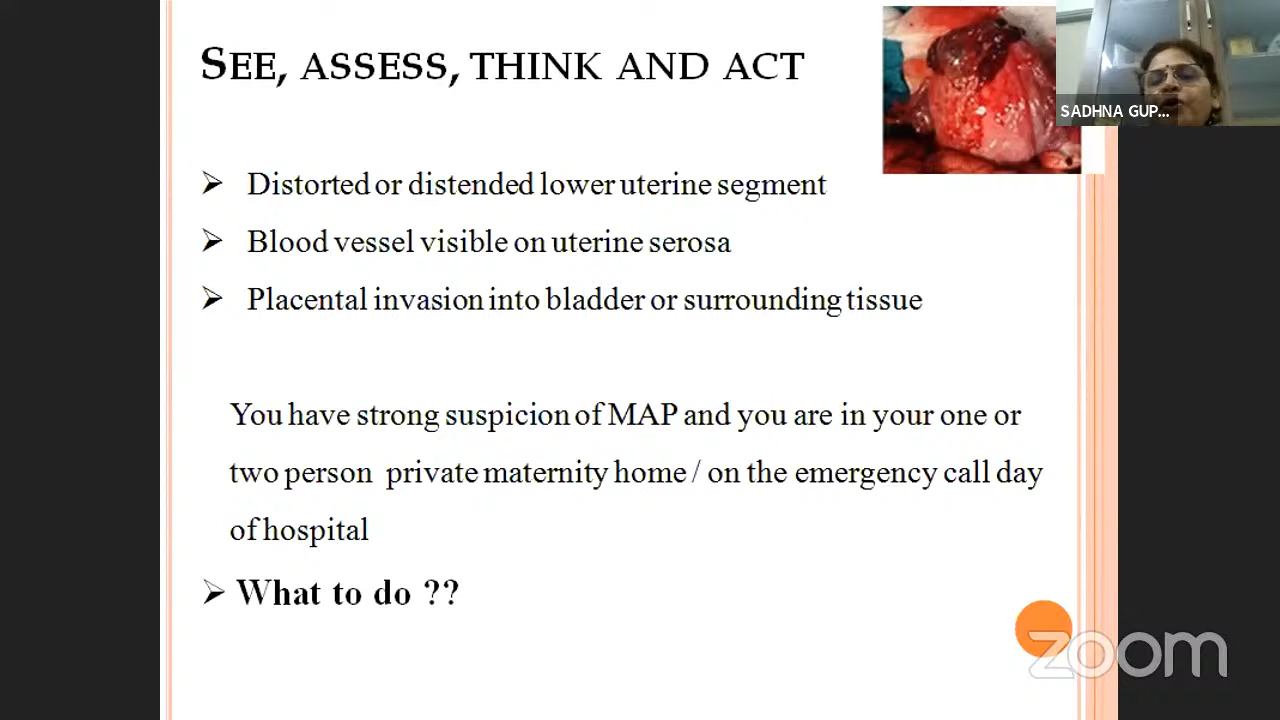 SEE, ASSESS, THINK AND ACT
SADHNA GUP...
➢ Distorted or distended lower uterine segment
➢ Blood vessel visible on uterine serosa
➢ Placental invasion into bladder or surrounding tissue
You have strong suspicion of MAP and you are in your one or
two person private maternity home / on the emergency call day
of hospital
➢ What to do ??
zoom